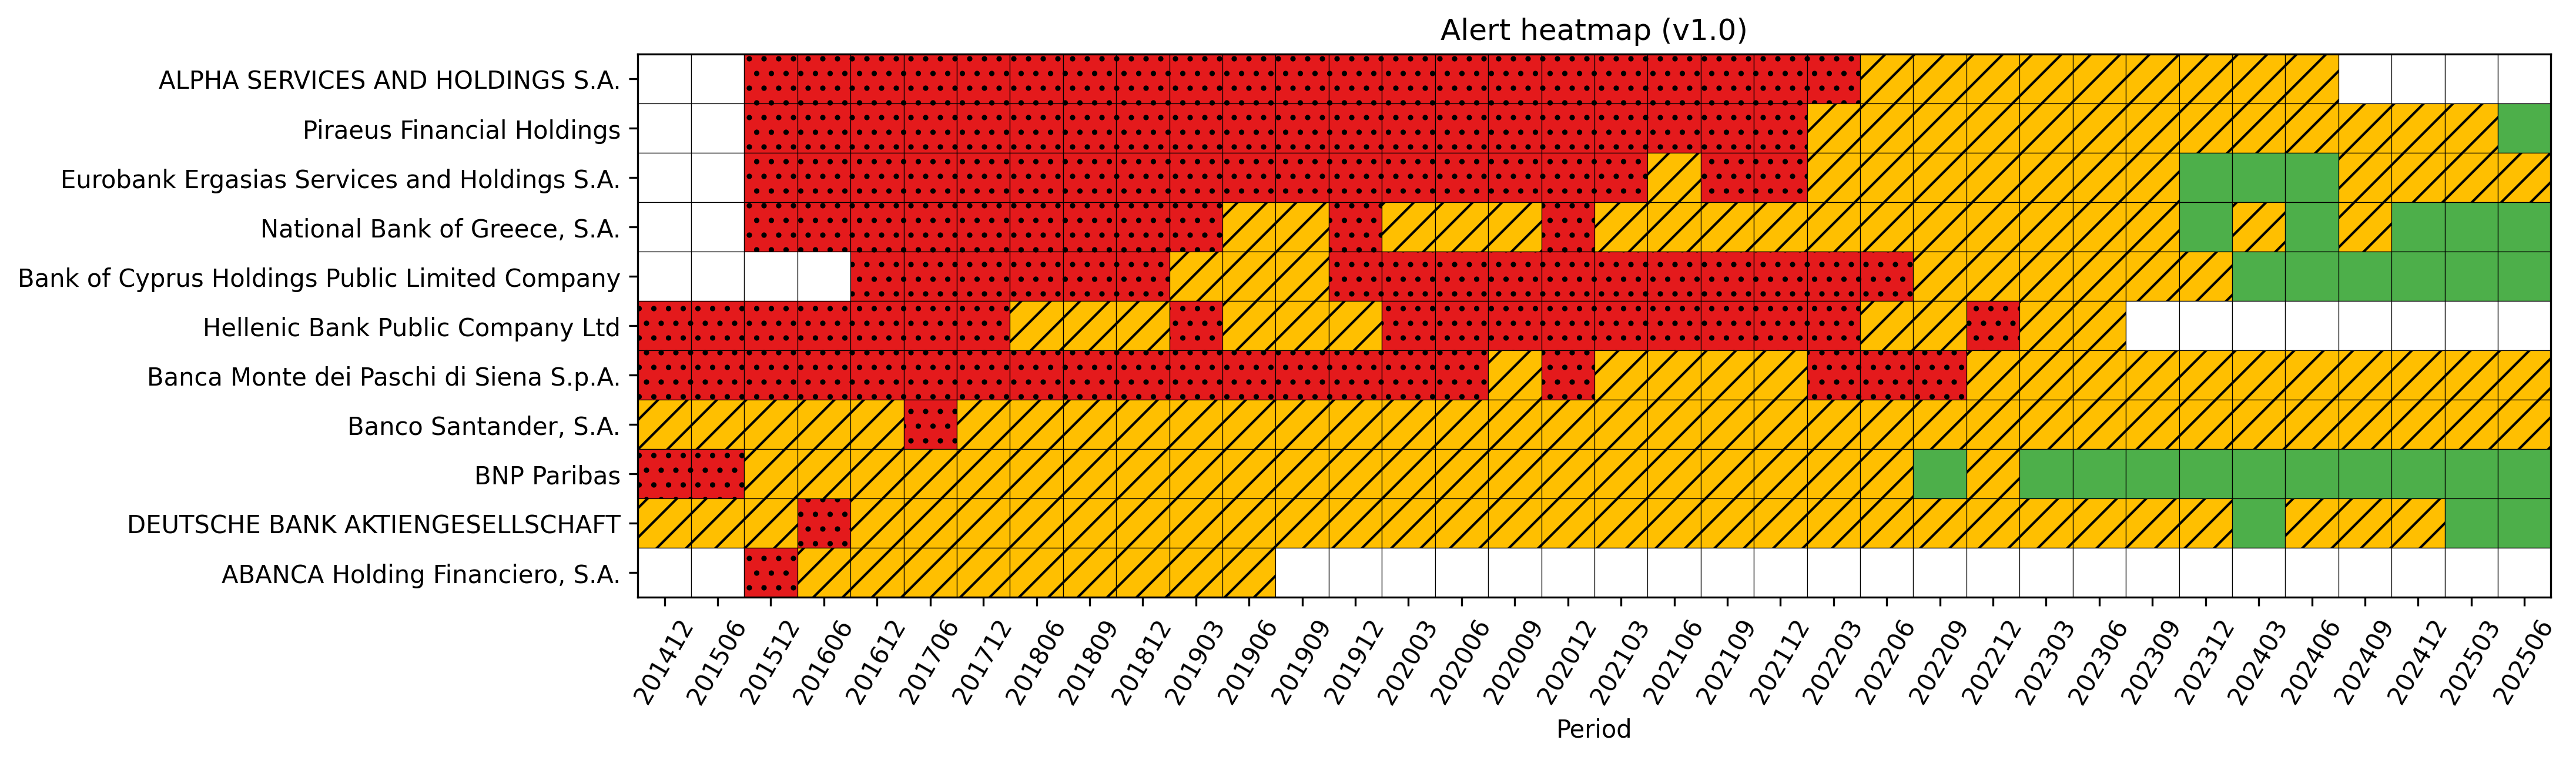 Alert heatmap (v1.0)
ALPHA SERVICES AND HOLDINGS S.A.
Piraeus Financial Holdings
Eurobank Ergasias Services and Holdings S.A.
National Bank of Greece, S.A.
Bank of Cyprus Holdings Public Limited Company
Hellenic Bank Public Company Ltd
Banca Monte dei Paschi di Siena S.p.A.
Banco Santander, S.A.
BNP Paribas
DEUTSCHE BANK AKTIENGESELLSCHAFT
ABANCA Holding Financiero, S.A.
201412
201506
201512
201606
201612
201706
201712
201806
201809
201812
201903
201906
201909
201912
202003
202006
202009
202012
202103
202106
202109
202112
202203
202206
202209
202212
202303
202306
202309
202312
202403
202406
202409
202412
202503
202506
Period